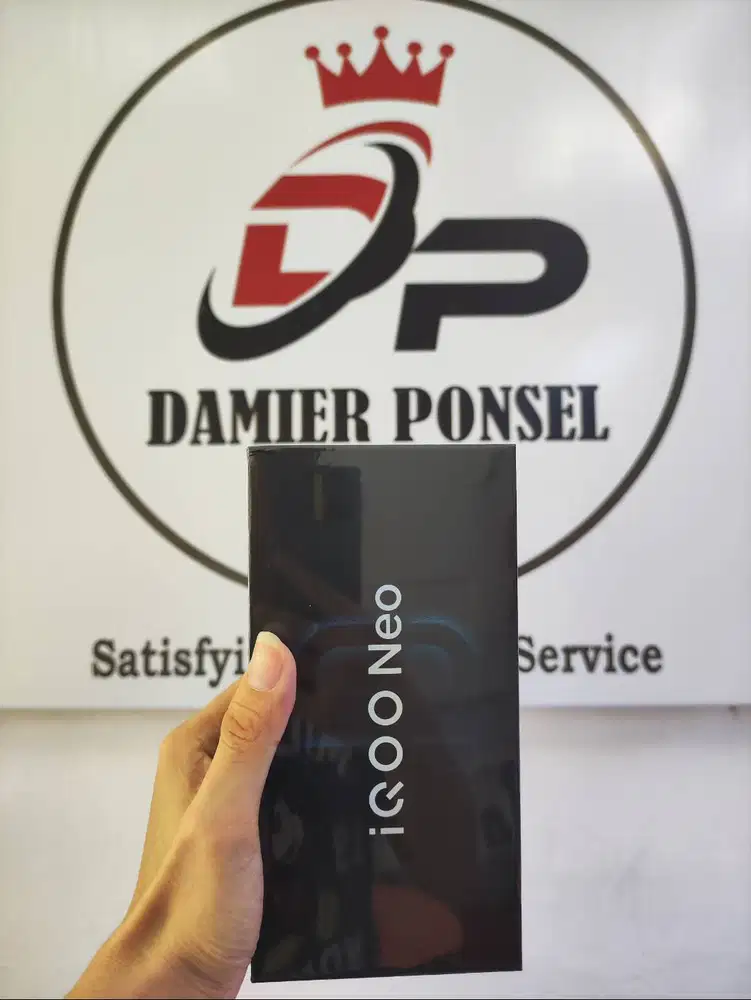 DP
DAMIER PONSEL
Satisfyi Service
iQOO Neo